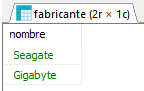 fabricante (2r × 1c)
nombre
Seagate
Gigabyte